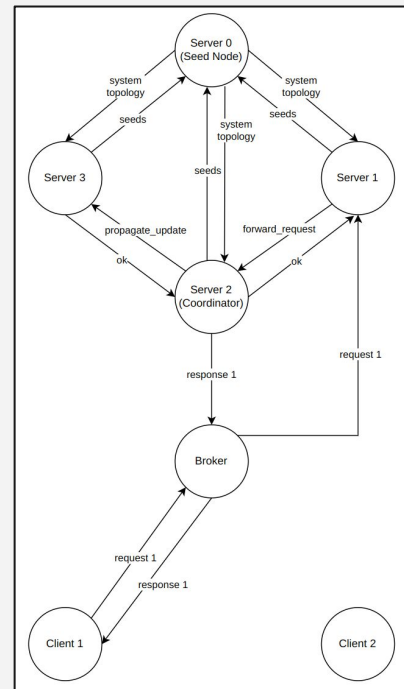 Server 0
(Seed Node)
system
topology
system
topology
seeds
seeds
system
topology
seeds
Server 3
Server 1
propagate_update
forward_request
ok
ok
Server 2
(Coordinator)
response 1
request 1
Broker
request 1
response 1
Client 1
Client 2